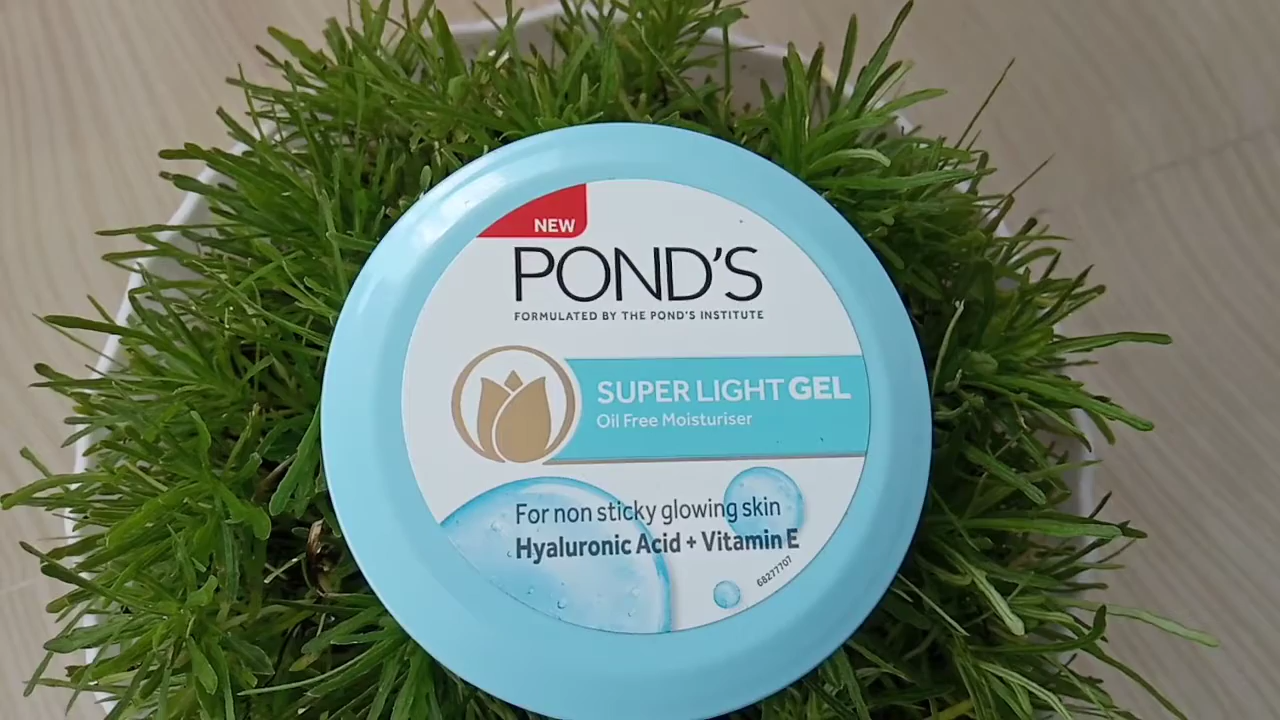 NEW
POND'S
FORMULATED BY THE POND'S INSTITUTE
SUPER LIGHT GEL
Oil Free Moisturiser
For non sticky glowing skin
Hyaluronic Acid + Vitamin E
68277707